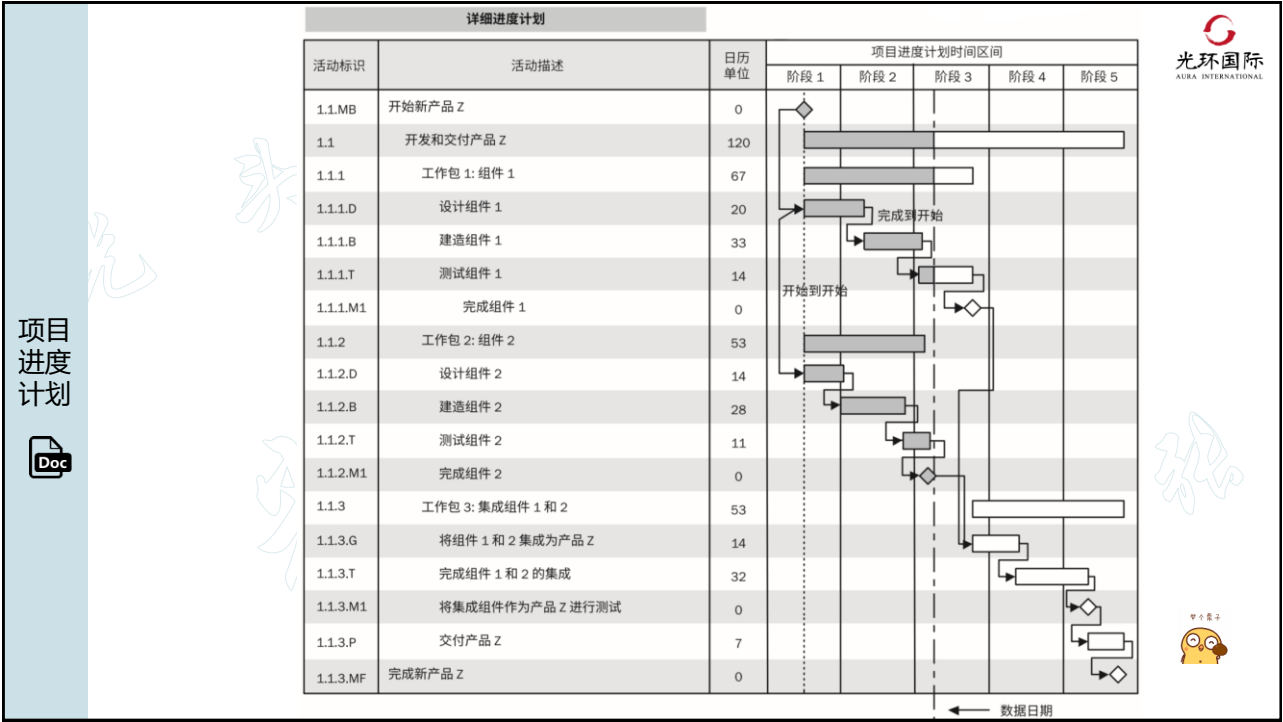 详细进度计划
光环国际
AURA INTERNATIONAL
活动标识 活动描述 日历单位 项目进度计划时间区间
阶段 1 阶段 2 阶段 3 阶段 4 阶段 5
1.1.MB 开始新产品 Z 0
1.1 开发和交付产品 Z 120
1.1.1 工作包 1: 组件 1 67
1.1.1.D 设计组件 1 20
完成到开始
1.1.1.B 建造组件 1 33
1.1.1.T 测试组件 1 14
开始到开始
1.1.1.M1 完成组件 1 0
1.1.2 工作包 2: 组件 2 53
1.1.2.D 设计组件 2 14
1.1.2.B 建造组件 2 28
1.1.2.T 测试组件 2 11
1.1.2.M1 完成组件 2 0
1.1.3 工作包 3: 集成组件 1 和 2 53
1.1.3.G 将组件 1 和 2 集成为产品 Z 14
1.1.3.T 完成组件 1 和 2 的集成 32
1.1.3.M1 将集成组件作为产品 Z 进行测试 0
1.1.3.P 交付产品 Z 7
1.1.3.MF 完成新产品 Z 0
数据日期
项目
进度
计划
Doc
举个栗子